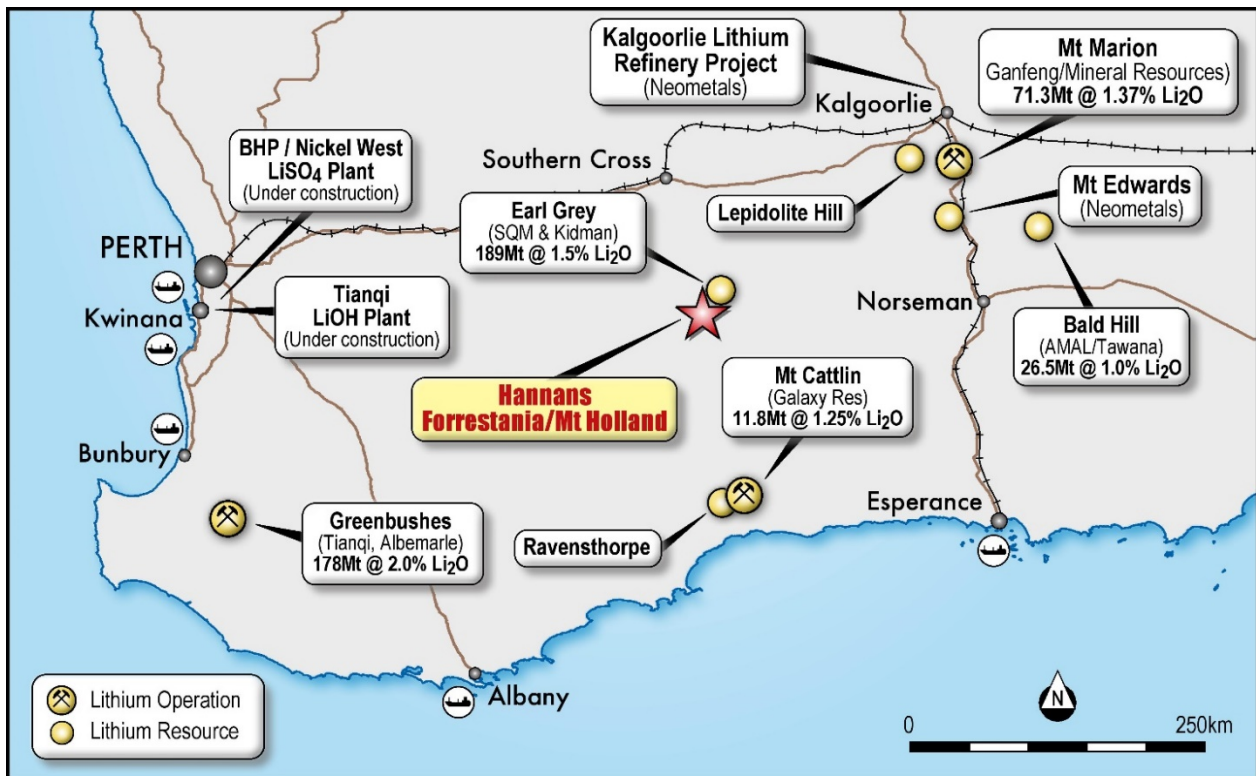 Kalgoorlie Lithium
Refinery Project
(Neometals)
Mt Marion
Ganfeng/Mineral Resources)
71.3Mt @ 1.37% Li₂O
Kalgoorlie
BHP / Nickel West
LiSO₄ Plant
(Under construction)
Southern Cross
Lepidolite Hill
Mt Edwards
(Neometals)
Earl Grey
(SQM & Kidman)
189Mt @ 1.5% Li₂O
PERTH
Kwinana
Tianqi
LiOH Plant
(Under construction)
Norseman
Bald Hill
(AMAL/Tawana)
26.5Mt @ 1.0% Li₂O
Hannans
Forrestania/Mt Holland
Mt Cattlin
(Galaxy Res)
11.8Mt @ 1.25% Li₂O
Bunbury
Greenbushes
(Tianqi, Albemarle)
178Mt @ 2.0% Li₂O
Ravensthorpe
Esperance
Albany
Lithium Operation
Lithium Resource
N
0 250km